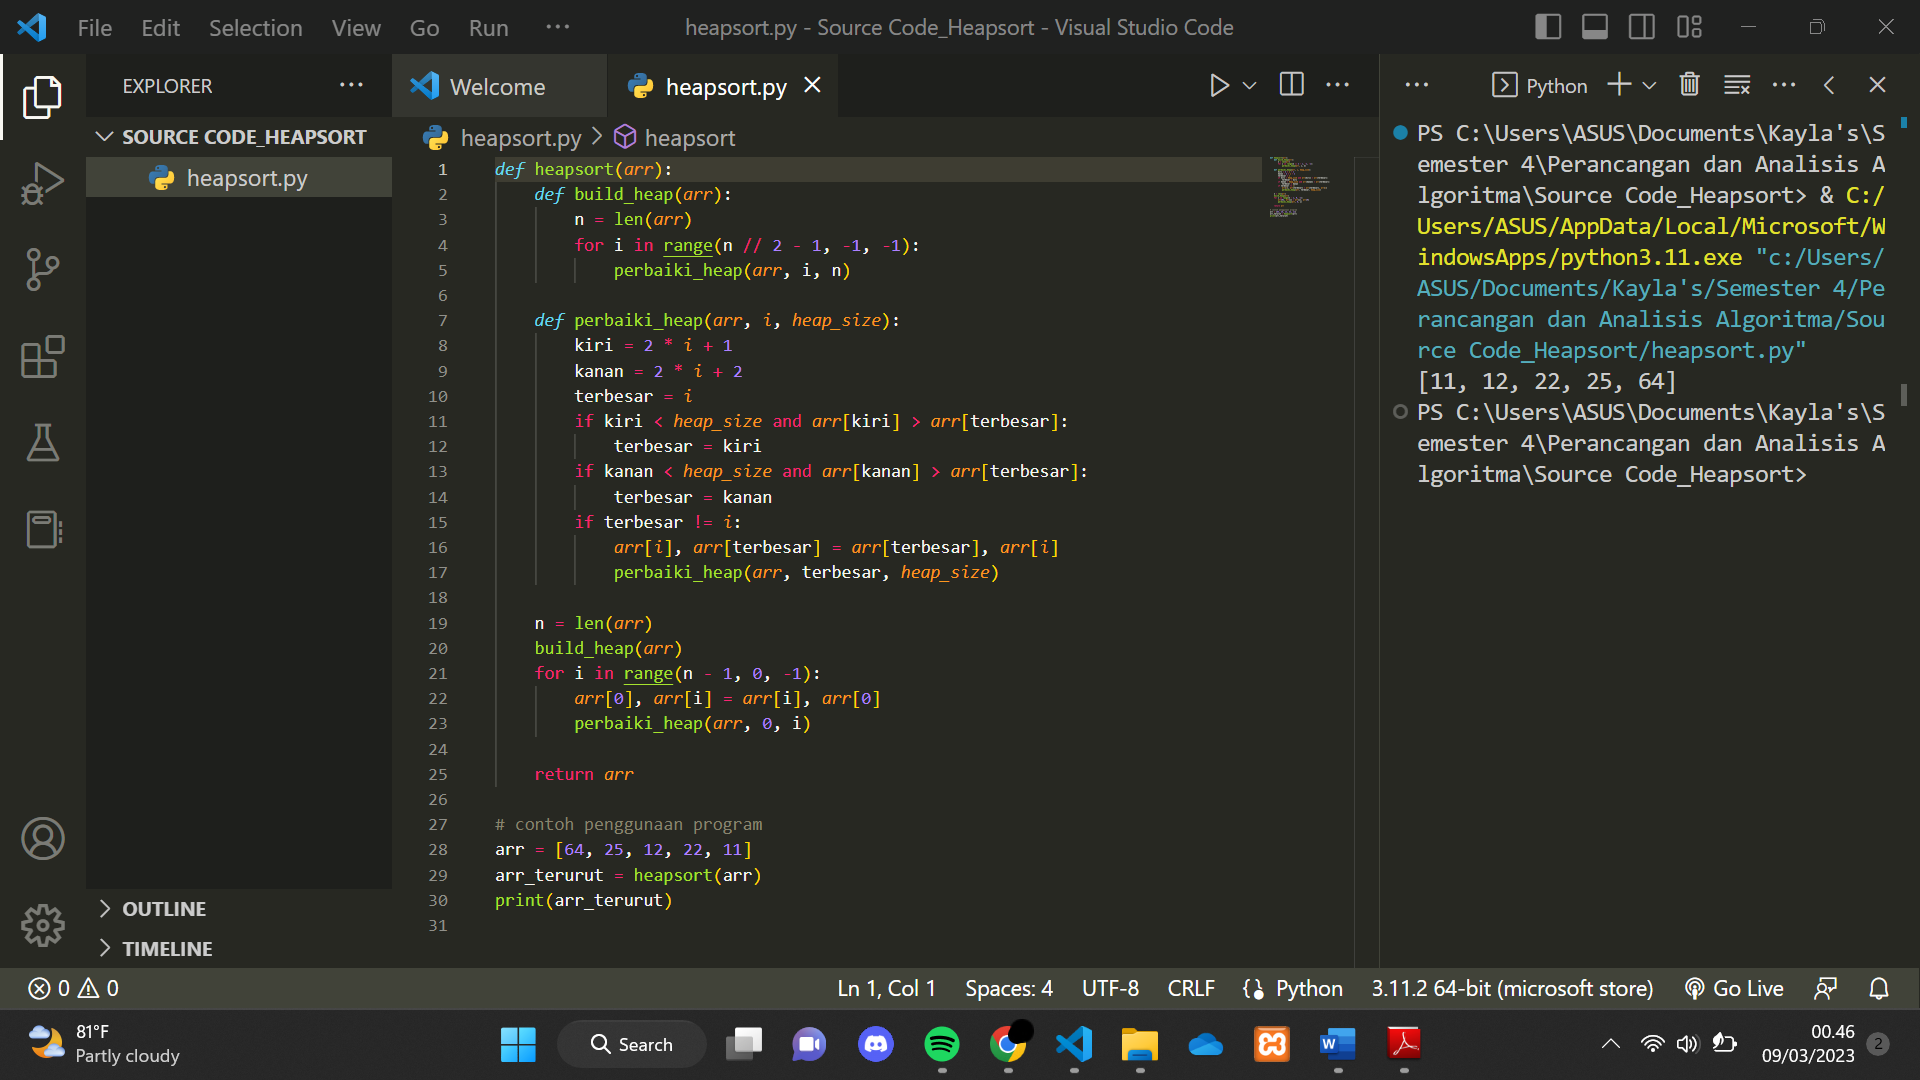 File Edit Selection View Go Run ··· heapsort.py - Source Code_Heapsort - Visual Studio Code
EXPLORER ···
SOURCE CODE_HEAPSORT
heapsort.py
OUTLINE
TIMELINE
Welcome heapsort.py
heapsort.py > heapsort
1 def heapsort(arr):
2     def build_heap(arr):
3         n = len(arr)
4         for i in range(n // 2 - 1, -1, -1):
5             perbaiki_heap(arr, i, n)
6
7     def perbaiki_heap(arr, i, heap_size):
8         kiri = 2 * i + 1
9         kanan = 2 * i + 2
10         terbesar = i
11         if kiri < heap_size and arr[kiri] > arr[terbesar]:
12             terbesar = kiri
13         if kanan < heap_size and arr[kanan] > arr[terbesar]:
14             terbesar = kanan
15         if terbesar != i:
16             arr[i], arr[terbesar] = arr[terbesar], arr[i]
17             perbaiki_heap(arr, terbesar, heap_size)
18
19     n = len(arr)
20     build_heap(arr)
21     for i in range(n - 1, 0, -1):
22         arr[0], arr[i] = arr[i], arr[0]
23         perbaiki_heap(arr, 0, i)
24
25     return arr
26
27 # contoh penggunaan program
28 arr = [64, 25, 12, 22, 11]
29 arr_terurut = heapsort(arr)
30 print(arr_terurut)
31
Python
PS C:\Users\ASUS\Documents\Kayla's\S
emester 4\Perancangan dan Analisis A
lgoritma\Source Code_Heapsort> & C:/
Users/ASUS/AppData/Local/Microsoft/W
indowsApps/python3.11.exe "c:/Users/
ASUS/Documents/Kayla's/Semester 4/Pe
rancangan dan Analisis Algoritma/Sou
rce Code_Heapsort/heapsort.py"
[11, 12, 22, 25, 64]
PS C:\Users\ASUS\Documents\Kayla's\S
emester 4\Perancangan dan Analisis A
lgoritma\Source Code_Heapsort>
0 0 Ln 1, Col 1 Spaces: 4 UTF-8 CRLF Python 3.11.2 64-bit (microsoft store) Go Live
81°F
Partly cloudy
Search
00.46
09/03/2023
2